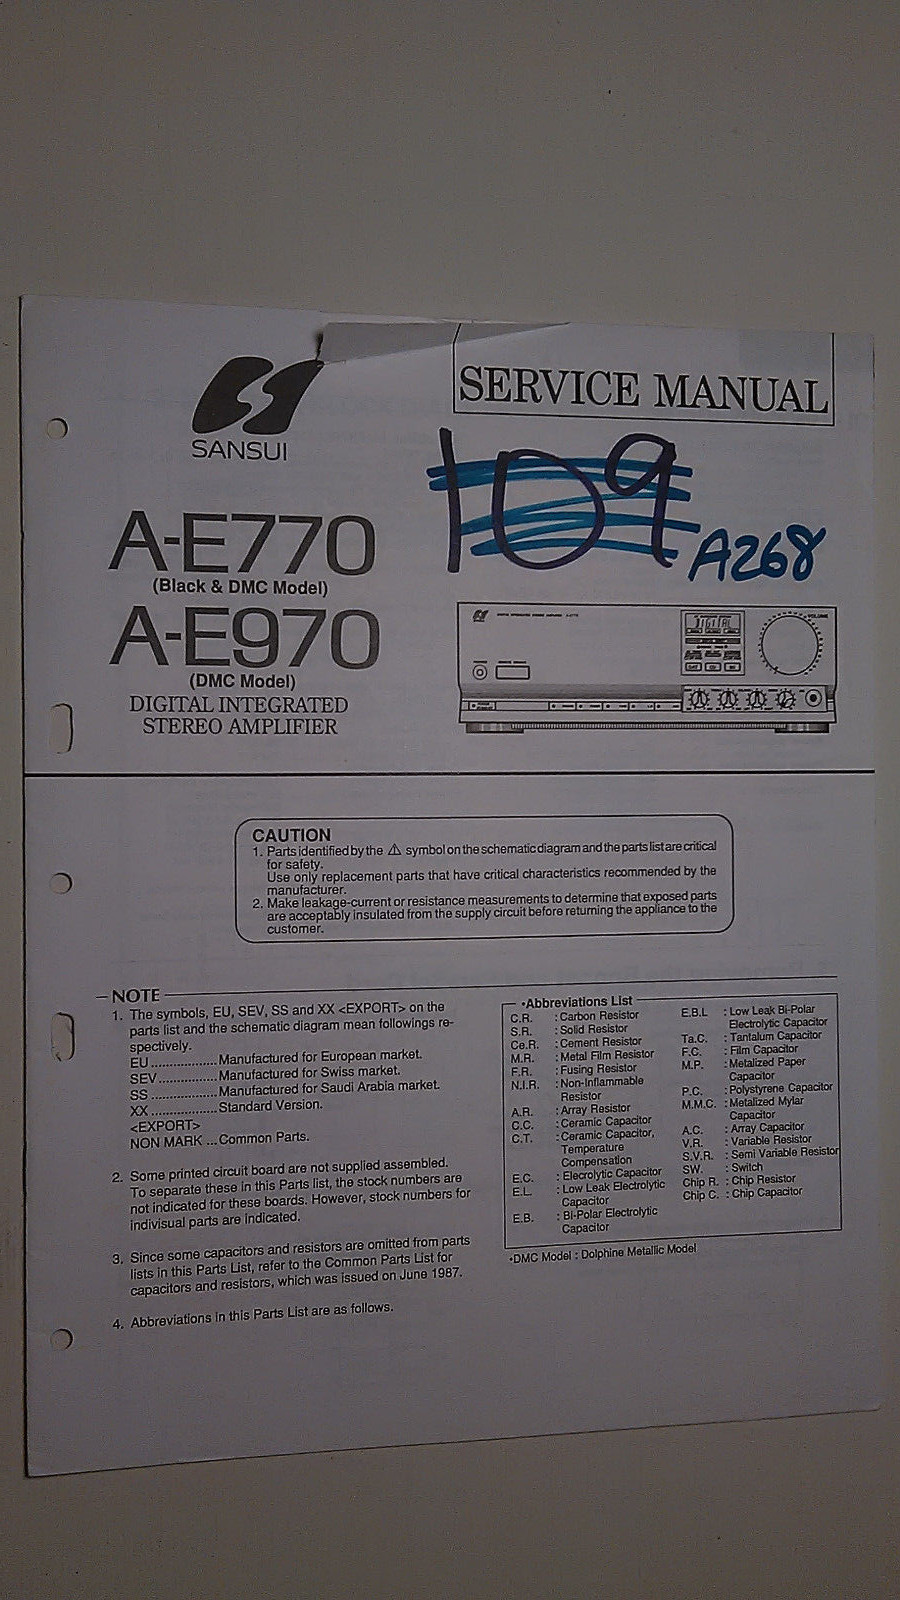 SERVICE MANUAL
SANSUI
109
A268
A-E770
(Black & DMC Model)
A-E970
(DMC Model)
DIGITAL INTEGRATED
STEREO AMPLIFIER
DIGITAL
VOLUME
CAUTION
1. Parts identified by the ⚠ symbol on the schematic diagram and the parts list are critical
for safety.
Use only replacement parts that have critical characteristics recommended by the
manufacturer.
2. Make leakage-current or resistance measurements to determine that exposed parts
are acceptably insulated from the supply circuit before returning the appliance to the
customer.
NOTE
1. The symbols, EU, SEV, SS and XX <EXPORT> on the
parts list and the schematic diagram mean followings re-
spectively.
EU ................... Manufactured for European market.
SEV ................. Manufactured for Swiss market.
SS .................... Manufactured for Saudi Arabia market.
XX ................... Standard Version.
<EXPORT>
NON MARK ... Common Parts.
2. Some printed circuit board are not supplied assembled.
To separate these in this Parts list, the stock numbers are
not indicated for these boards. However, stock numbers for
indivisual parts are indicated.
3. Since some capacitors and resistors are omitted from parts
lists in this Parts List, refer to the Common Parts List for
capacitors and resistors, which was issued on June 1987.
4. Abbreviations in this Parts List are as follows.
•Abbreviations List
C.R. : Carbon Resistor
S.R. : Solid Resistor
Ce.R. : Cement Resistor
M.R. : Metal Film Resistor
F.R. : Fusing Resistor
N.I.R. : Non-Inflammable
Resistor
A.R. : Array Resistor
C.C. : Ceramic Capacitor
C.T. : Ceramic Capacitor,
Temperature
Compensation
E.C. : Elecrolytic Capacitor
E.L. : Low Leak Electrolytic
Capacitor
E.B. : Bi-Polar Electrolytic
Capacitor
E.B.L : Low Leak Bi-Polar
Electrolytic Capacitor
Ta.C. : Tantalum Capacitor
F.C. : Film Capacitor
M.P. : Metalized Paper
Capacitor
P.C. : Polystyrene Capacitor
M.M.C. : Metalized Mylar
Capacitor
A.C. : Array Capacitor
V.R. : Variable Resistor
S.V.R. : Semi Variable Resistor
SW. : Switch
Chip R. : Chip Resistor
Chip C. : Chip Capacitor
•DMC Model : Dolphine Metallic Model